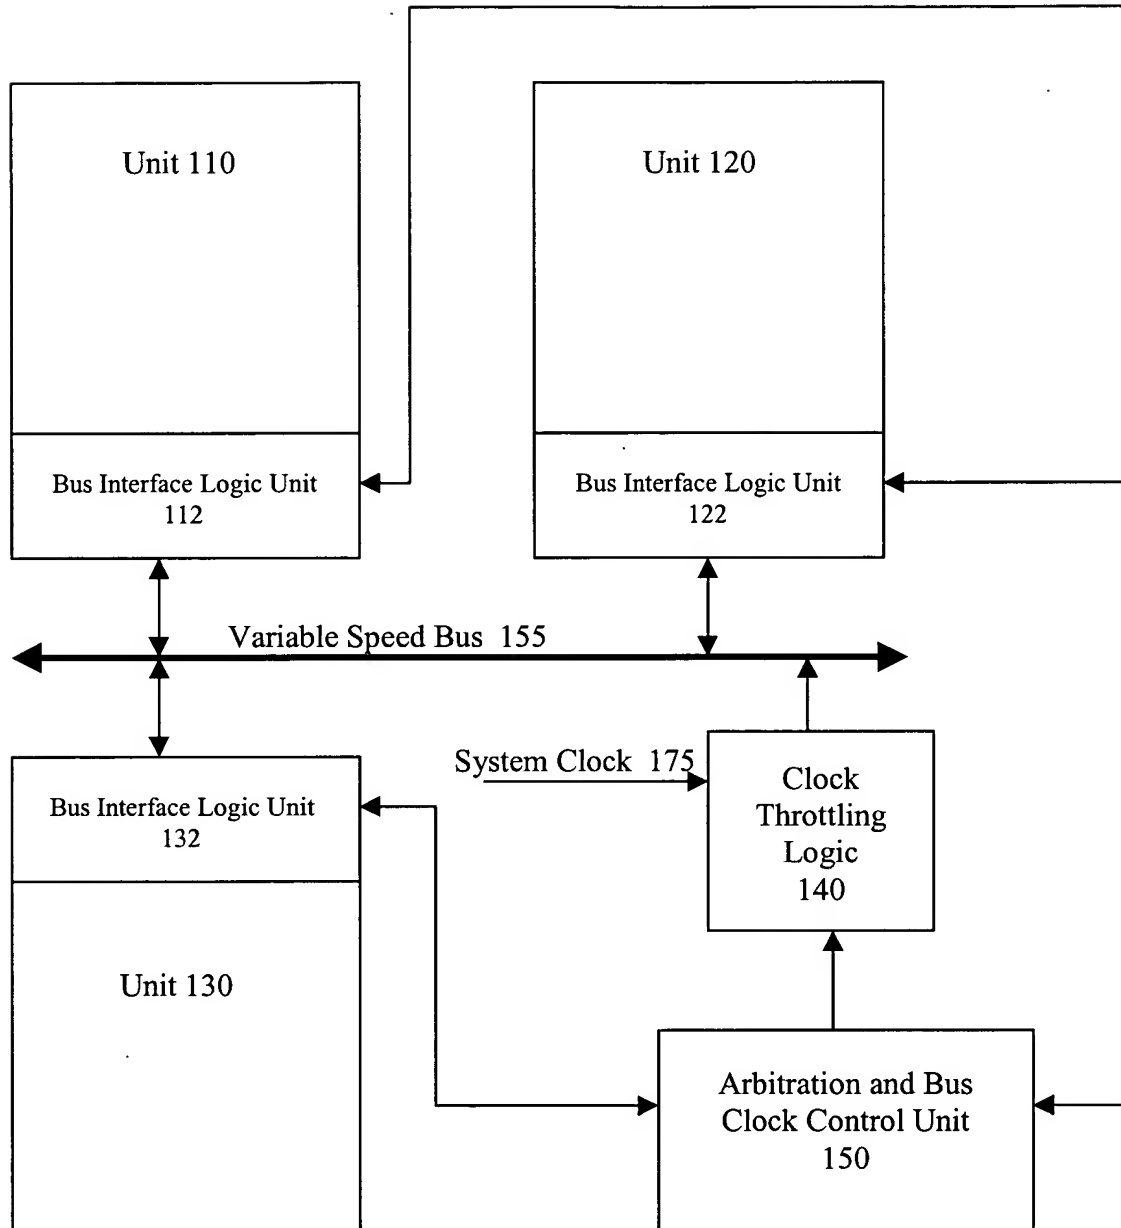 Unit 110
Unit 120
Bus Interface Logic Unit
112
Bus Interface Logic Unit
122
Variable Speed Bus 155
System Clock 175
Clock
Throttling
Logic
140
Bus Interface Logic Unit
132
Unit 130
Arbitration and Bus
Clock Control Unit
150